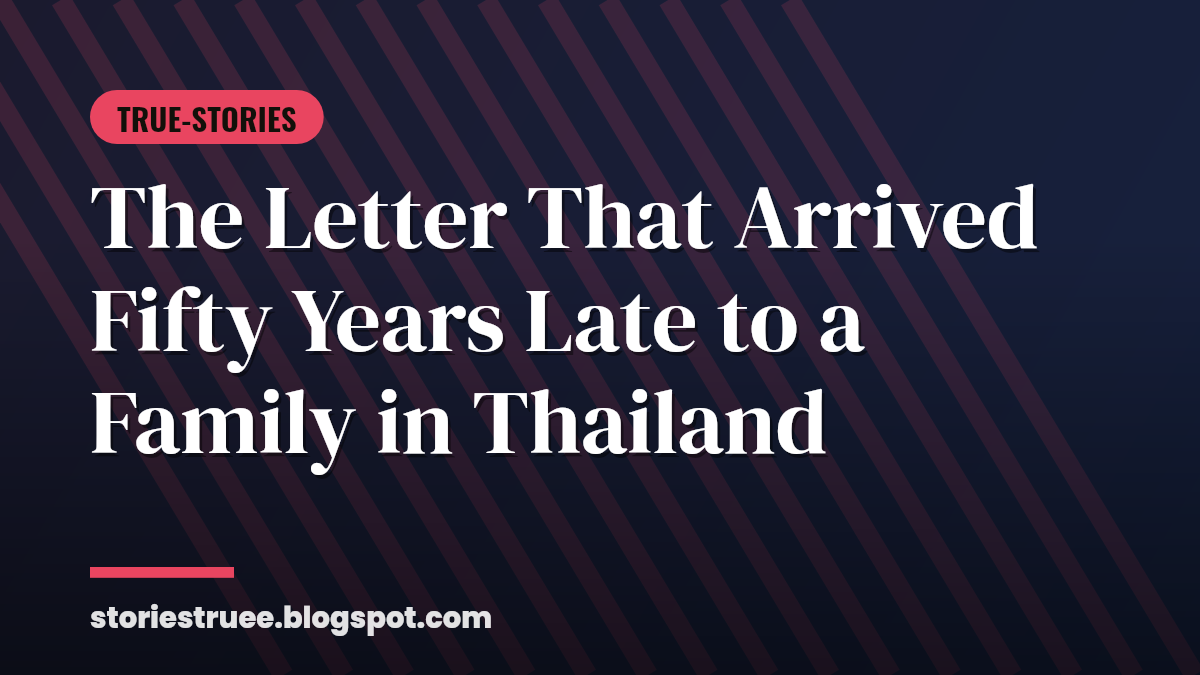 TRUE-STORIES
The Letter That Arrived
Fifty Years Late to a
Family in Thailand
storiestruee.blogspot.com